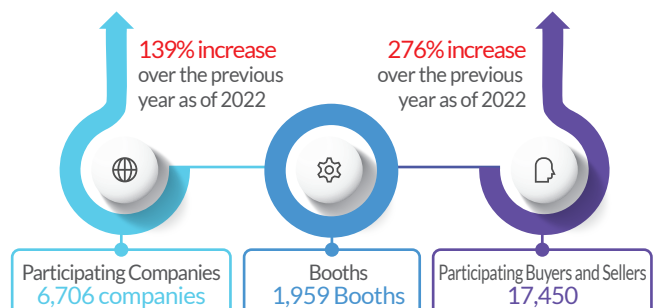 139% increase
over the previous
year as of 2022
276% increase
over the previous
year as of 2022
Participating Companies
6,706 companies
Booths
1,959 Booths
Participating Buyers and Sellers
17,450